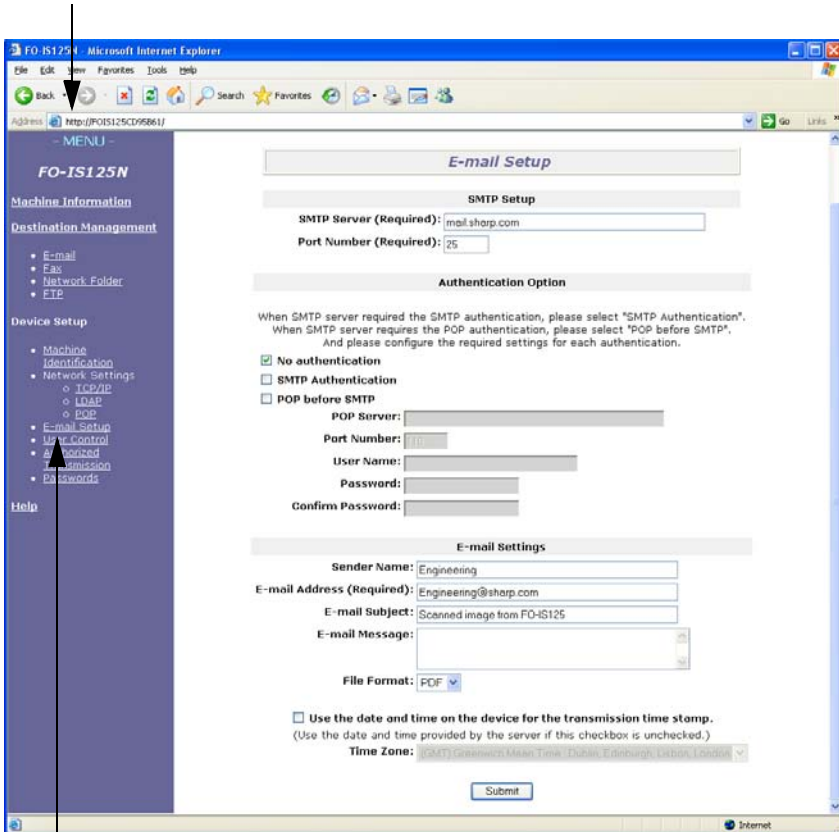 FO-IS125N - Microsoft Internet Explorer
File Edit View Favorites Tools Help
Back Search Favorites
Address http://FOIS125CD95B61/ Go Links »
- MENU -
FO-IS125N
Machine Information
Destination Management
• E-mail
• Fax
• Network Folder
• FTP
Device Setup
• Machine
Identification
• Network Settings
o TCP/IP
o LDAP
o POP
• E-mail Setup
• User Control
• Authorized
Transmission
• Passwords
Help
E-mail Setup
SMTP Setup
SMTP Server (Required): mail.sharp.com
Port Number (Required): 25
Authentication Option
When SMTP server required the SMTP authentication, please select "SMTP Authentication".
When SMTP server requires the POP authentication, please select "POP before SMTP".
And please configure the required settings for each authentication.
No authentication
SMTP Authentication
POP before SMTP
POP Server:
Port Number: 110
User Name:
Password:
Confirm Password:
E-mail Settings
Sender Name: Engineering
E-mail Address (Required): Engineering@sharp.com
E-mail Subject: Scanned image from FO-IS125
E-mail Message:
File Format: PDF
Use the date and time on the device for the transmission time stamp.
(Use the date and time provided by the server if this checkbox is unchecked.)
Time Zone: (GMT) Greenwich Mean Time : Dublin, Edinburgh, Lisbon, London
Submit
Internet